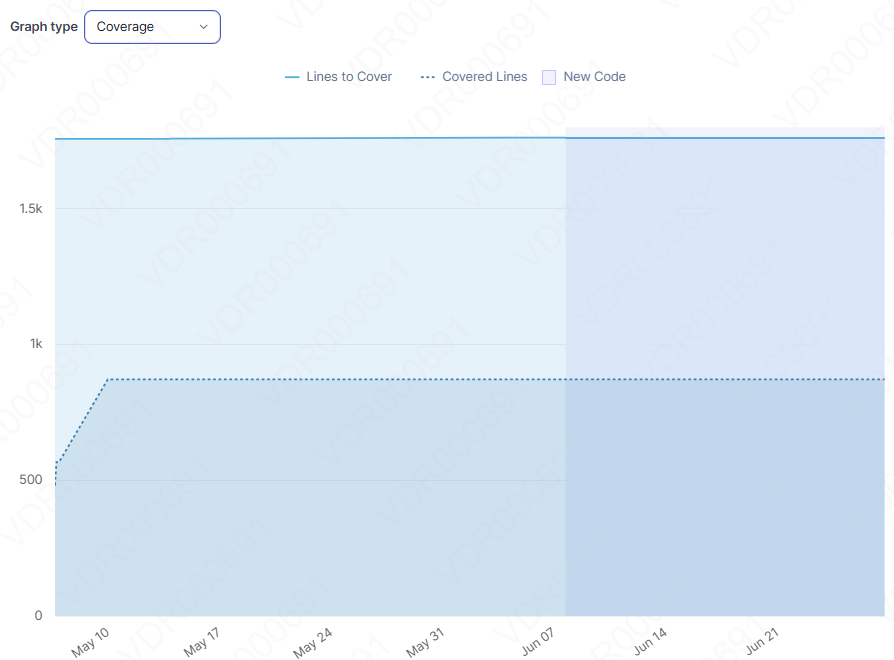 Graph type Coverage
Lines to Cover Covered Lines New Code
1.5k
1k
500
0
May 10 May 17 May 24 May 31 Jun 07 Jun 14 Jun 21
VDR000691